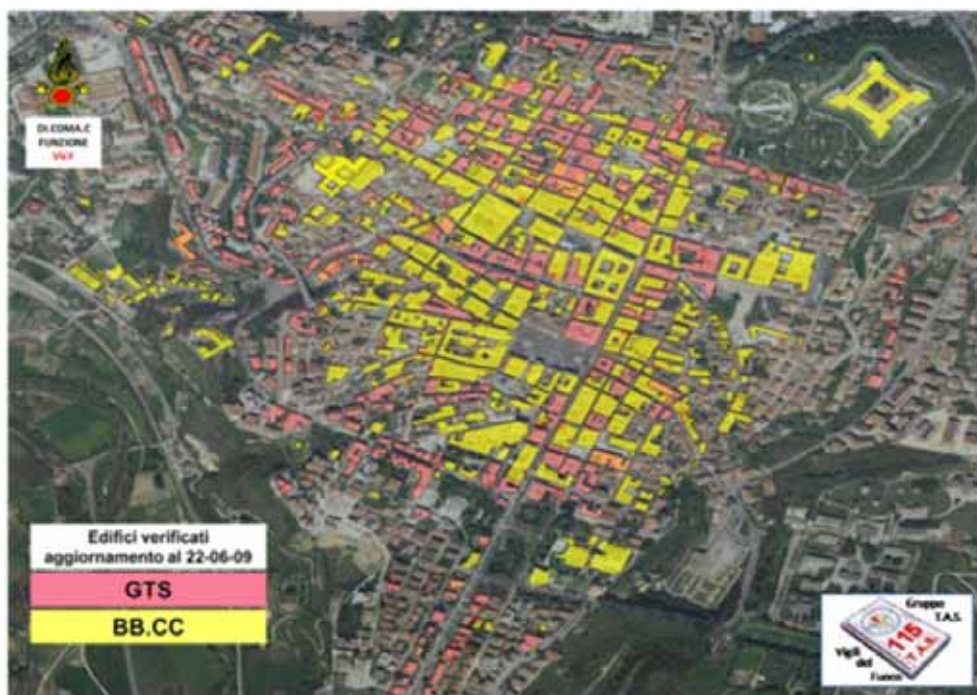 DI.COMA.C
FUNZIONE
VV.F
Edifici verificati
aggiornamento al 22-06-09
GTS
BB.CC
Gruppo
T.A.S.
115
T.A.S.
Vigili
del
Fuoco